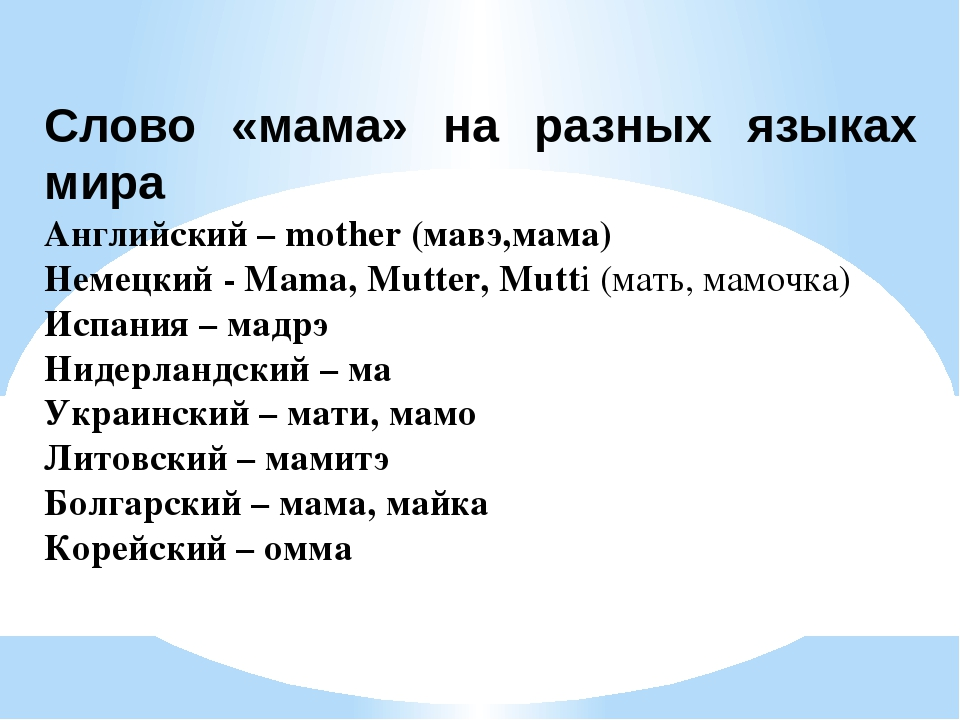 Слово «мама» на разных языках
мира
Английский – mother (мавэ,мама)
Немецкий - Mama, Mutter, Mutti (мать, мамочка)
Испания – мадрэ
Нидерландский – ма
Украинский – мати, мамо
Литовский – мамитэ
Болгарский – мама, майка
Корейский – омма